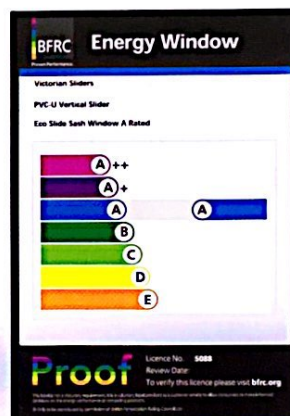 BFRC
Energy Window
Proven Performance
Victorian Sliders
PVC-U Vertical Slider
Eco Slide Sash Window A Rated
A++
A+
A A
B
C
D
E
Proof
Licence No. 5088
Review Date:
To verify this licence please visit bfrc.org